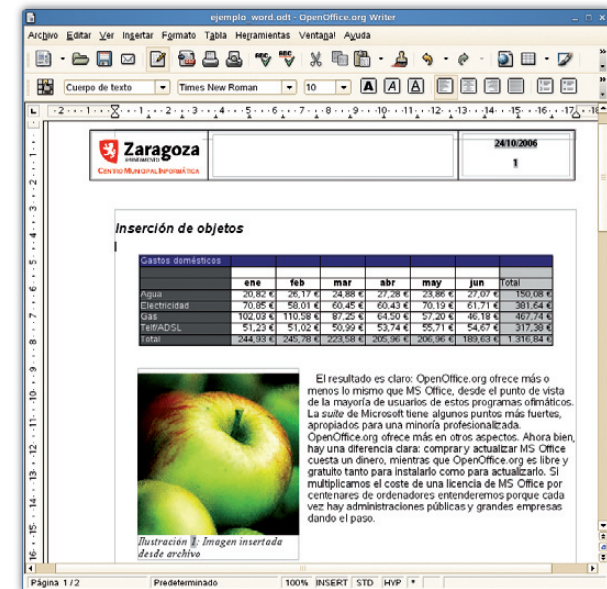 ejemplo_word.odt - OpenOffice.org Writer
Archivo Editar Ver Insertar Formato Tabla Herramientas Ventana! Ayuda
Cuerpo de texto Times New Roman 10
Zaragoza
AYUNTAMIENTO
CENTRO MUNICIPAL INFORMÁTICA
24/10/2006
1
Inserción de objetos
Gastos domésticos
ene feb mar abr may jun Total
Agua 20,82 € 26,17 € 24,88 € 27,28 € 23,86 € 27,07 € 150,08 €
Electricidad 70,85 € 58,01 € 60,45 € 60,43 € 70,19 € 61,71 € 381,64 €
Gas 102,03 € 110,58 € 87,25 € 64,50 € 57,20 € 46,18 € 467,74 €
Telf/ADSL 51,23 € 51,02 € 50,99 € 53,74 € 55,71 € 54,67 € 317,38 €
Total 244,93 € 245,78 € 223,58 € 205,96 € 206,96 € 189,63 € 1.316,84 €
El resultado es claro: OpenOffice.org ofrece más o
menos lo mismo que MS Office, desde el punto de vista
de la mayoría de usuarios de estos programas ofimáticos.
La suite de Microsoft tiene algunos puntos más fuertes,
apropiados para una minoría profesionalizada.
OpenOffice.org ofrece más en otros aspectos. Ahora bien,
hay una diferencia clara: comprar y actualizar MS Office
cuesta un dinero, mientras que OpenOffice.org es libre y
gratuito tanto para instalarlo como para actualizarlo. Si
multiplicamos el coste de una licencia de MS Office por
centenares de ordenadores entenderemos porque cada
vez hay administraciones públicas y grandes empresas
dando el paso.
Ilustración 1: Imagen insertada
desde archivo
Página 1/2 Predeterminado 100% INSERT STD HYP *